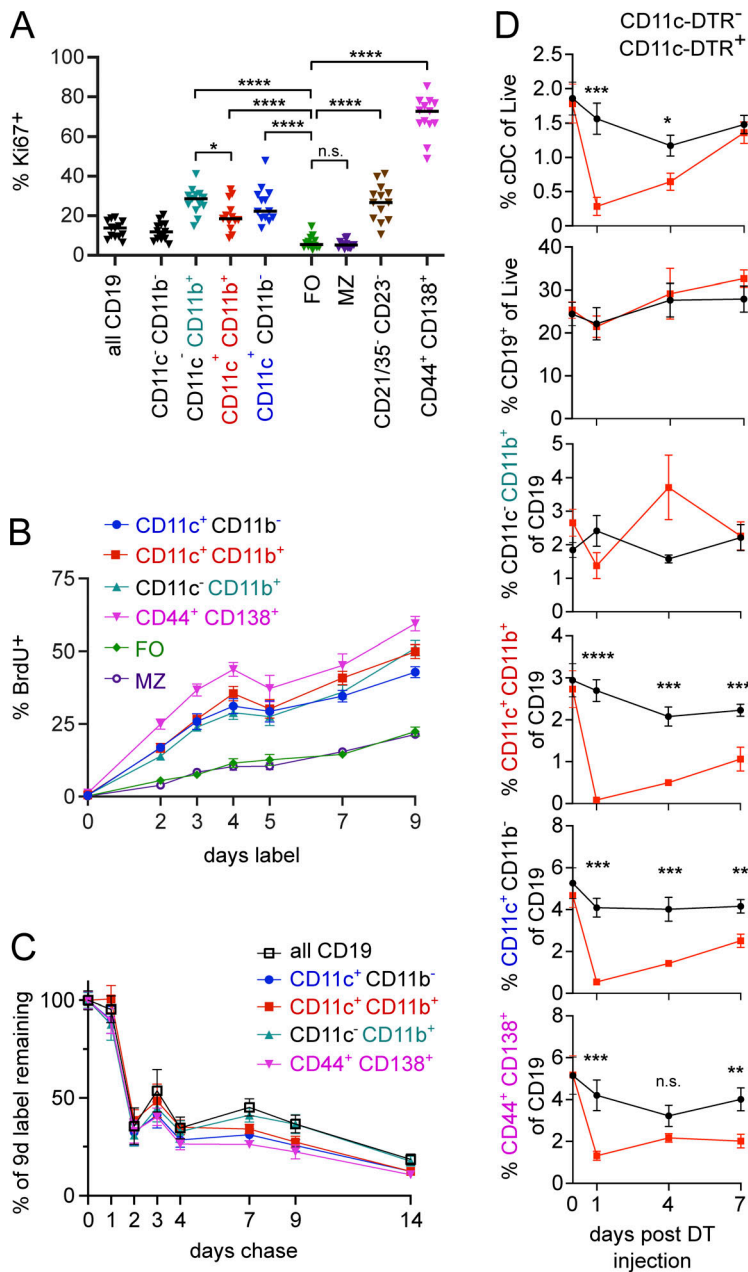 A
% Ki67+
100
80
60
40
20
0
****
****
****
****
****
*
n.s.
all CD19
CD11c- CD11b-
CD11c- CD11b+
CD11c+ CD11b+
CD11c+ CD11b-
FO
MZ
CD21/35- CD23-
CD44+ CD138+
B
CD11c+ CD11b-
CD11c+ CD11b+
CD11c- CD11b+
CD44+ CD138+
FO
MZ
% BrdU+
75
50
25
0
0 2 3 4 5 7 9
days label
C
all CD19
CD11c+ CD11b-
CD11c+ CD11b+
CD11c- CD11b+
CD44+ CD138+
% of 9d label remaining
100
50
0
0 1 2 3 4 7 9 14
days chase
D
CD11c-DTR-
CD11c-DTR+
% cDC of Live
2.5
2.0
1.5
1.0
0.5
0.0
*** *
% CD19+ of Live
40
30
20
10
0
% CD11c- CD11b+
of CD19
5
4
3
2
1
0
% CD11c+ CD11b+
of CD19
4
3
2
1
0
**** *** ***
% CD11c+ CD11b-
of CD19
8
6
4
2
0
*** *** **
% CD44+ CD138+
of CD19
8
6
4
2
0
*** n.s. **
0 1 4 7
days post DT
injection